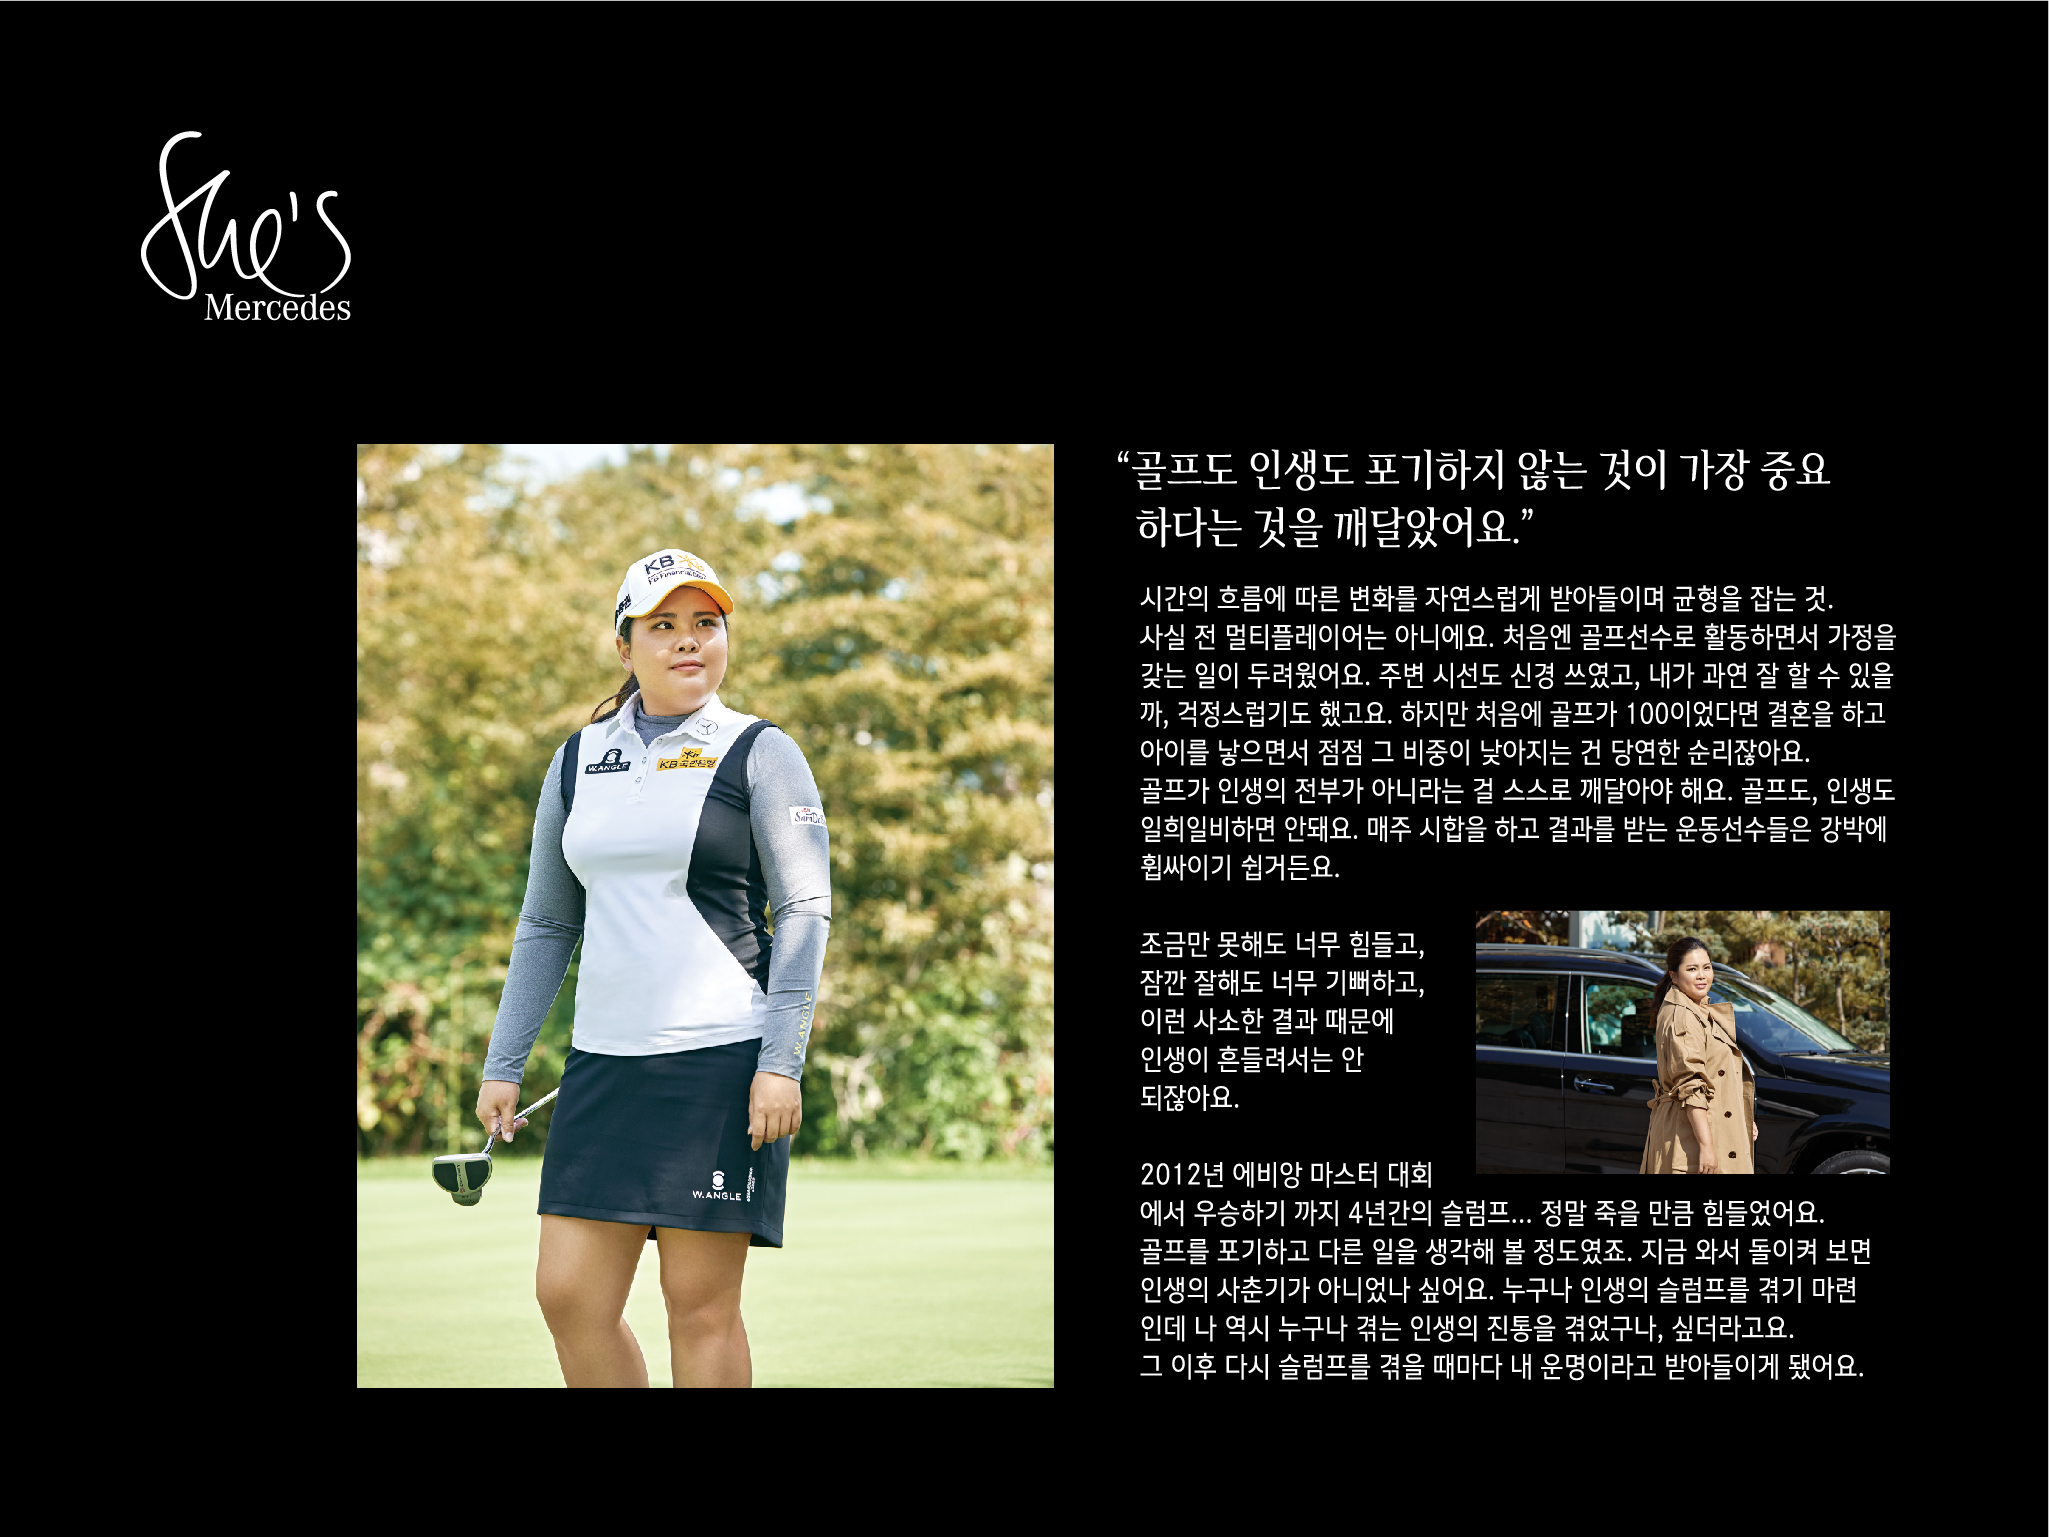 She's
Mercedes
“골프도 인생도 포기하지 않는 것이 가장 중요
하다는 것을 깨달았어요.”
시간의 흐름에 따른 변화를 자연스럽게 받아들이며 균형을 잡는 것.
사실 전 멀티플레이어는 아니에요. 처음엔 골프선수로 활동하면서 가정을
갖는 일이 두려웠어요. 주변 시선도 신경 쓰였고, 내가 과연 잘 할 수 있을
까, 걱정스럽기도 했고요. 하지만 처음에 골프가 100이었다면 결혼을 하고
아이를 낳으면서 점점 그 비중이 낮아지는 건 당연한 순리잖아요.
골프가 인생의 전부가 아니라는 걸 스스로 깨달아야 해요. 골프도, 인생도
일희일비하면 안돼요. 매주 시합을 하고 결과를 받는 운동선수들은 강박에
휩싸이기 쉽거든요.
조금만 못해도 너무 힘들고,
잠깐 잘해도 너무 기뻐하고,
이런 사소한 결과 때문에
인생이 흔들려서는 안
되잖아요.
2012년 에비앙 마스터 대회
에서 우승하기 까지 4년간의 슬럼프... 정말 죽을 만큼 힘들었어요.
골프를 포기하고 다른 일을 생각해 볼 정도였죠. 지금 와서 돌이켜 보면
인생의 사춘기가 아니었나 싶어요. 누구나 인생의 슬럼프를 겪기 마련
인데 나 역시 누구나 겪는 인생의 진통을 겪었구나, 싶더라고요.
그 이후 다시 슬럼프를 겪을 때마다 내 운명이라고 받아들이게 됐어요.
KB
KB Financial
W.ANGLE
KB 국민은행
W.ANGLE
W.ANGLE